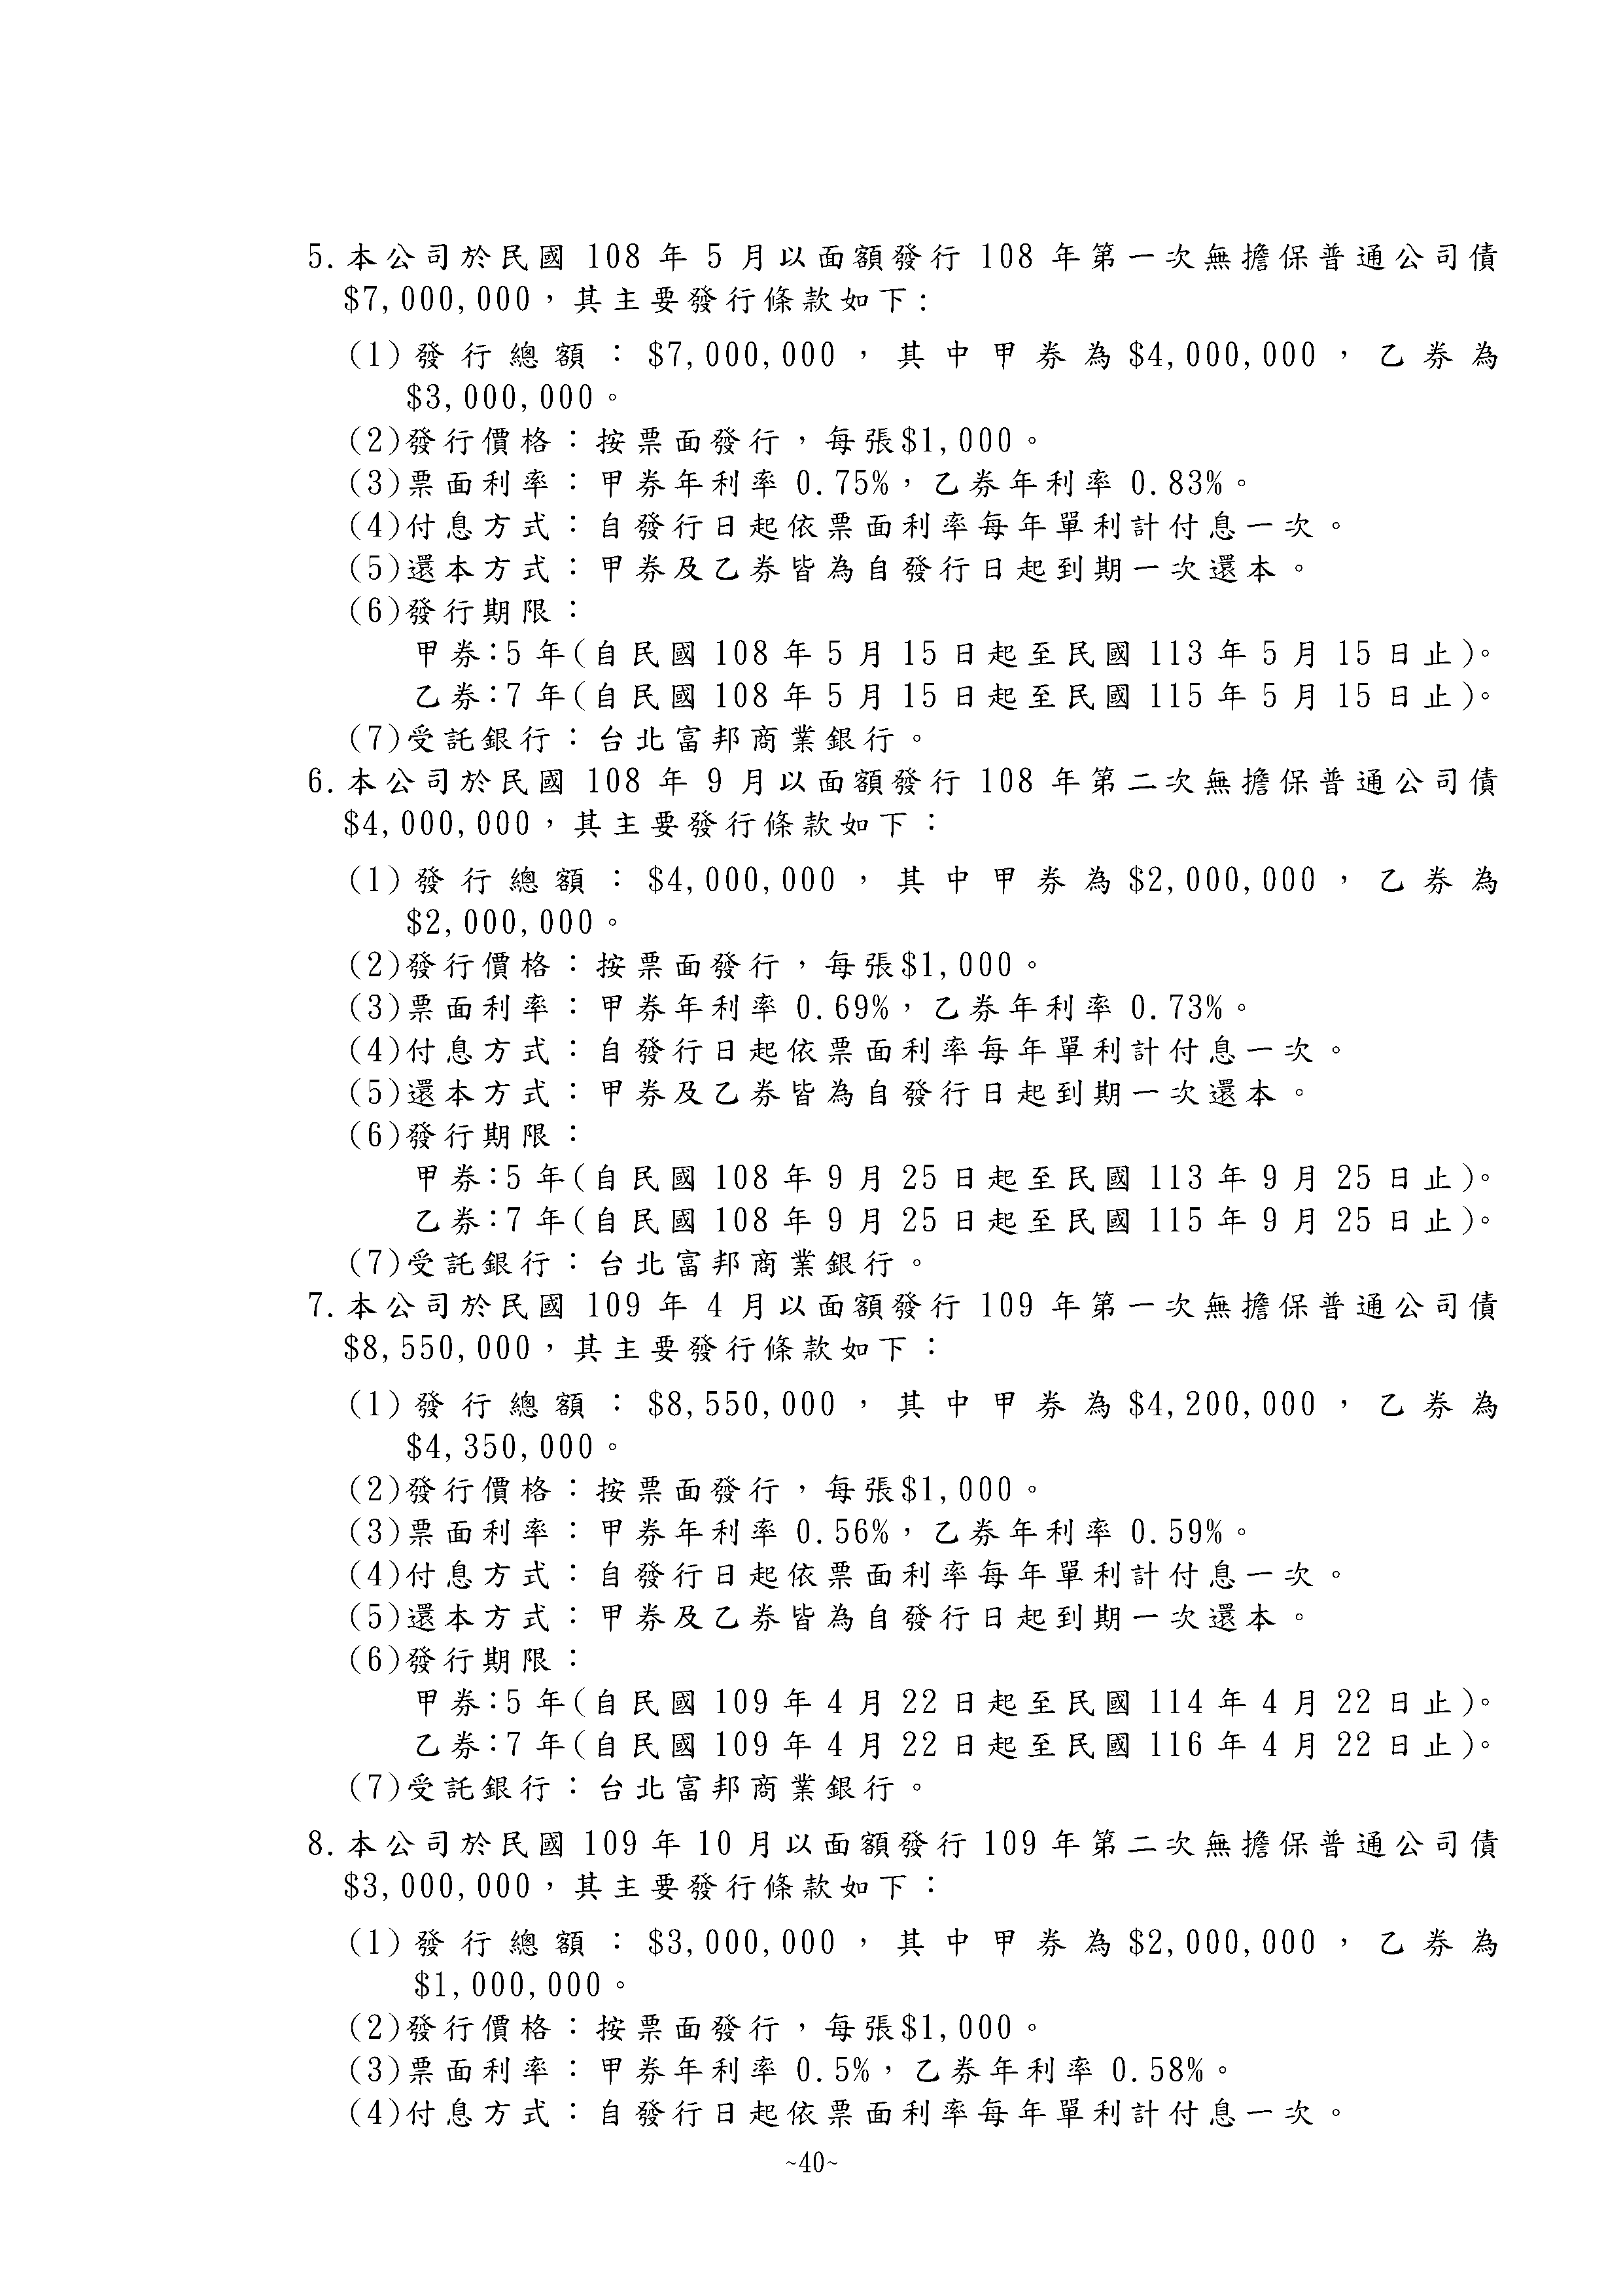 5.本公司於民國 108 年 5 月以面額發行 108 年第一次無擔保普通公司債
$7,000,000，其主要發行條款如下:
(1)發行總額：$7,000,000，其中甲券為$4,000,000，乙券為
$3,000,000。
(2)發行價格：按票面發行，每張$1,000。
(3)票面利率：甲券年利率 0.75%，乙券年利率 0.83%。
(4)付息方式：自發行日起依票面利率每年單利計付息一次。
(5)還本方式：甲券及乙券皆為自發行日起到期一次還本。
(6)發行期限：
甲券:5 年(自民國 108 年 5 月 15 日起至民國 113 年 5 月 15 日止)。
乙券:7 年(自民國 108 年 5 月 15 日起至民國 115 年 5 月 15 日止)。
(7)受託銀行：台北富邦商業銀行。
6.本公司於民國 108 年 9 月以面額發行 108 年第二次無擔保普通公司債
$4,000,000，其主要發行條款如下：
(1)發行總額：$4,000,000，其中甲券為$2,000,000，乙券為
$2,000,000。
(2)發行價格：按票面發行，每張$1,000。
(3)票面利率：甲券年利率 0.69%，乙券年利率 0.73%。
(4)付息方式：自發行日起依票面利率每年單利計付息一次。
(5)還本方式：甲券及乙券皆為自發行日起到期一次還本。
(6)發行期限：
甲券:5 年(自民國 108 年 9 月 25 日起至民國 113 年 9 月 25 日止)。
乙券:7 年(自民國 108 年 9 月 25 日起至民國 115 年 9 月 25 日止)。
(7)受託銀行：台北富邦商業銀行。
7.本公司於民國 109 年 4 月以面額發行 109 年第一次無擔保普通公司債
$8,550,000，其主要發行條款如下：
(1)發行總額：$8,550,000，其中甲券為$4,200,000，乙券為
$4,350,000。
(2)發行價格：按票面發行，每張$1,000。
(3)票面利率：甲券年利率 0.56%，乙券年利率 0.59%。
(4)付息方式：自發行日起依票面利率每年單利計付息一次。
(5)還本方式：甲券及乙券皆為自發行日起到期一次還本。
(6)發行期限：
甲券:5 年(自民國 109 年 4 月 22 日起至民國 114 年 4 月 22 日止)。
乙券:7 年(自民國 109 年 4 月 22 日起至民國 116 年 4 月 22 日止)。
(7)受託銀行：台北富邦商業銀行。
8.本公司於民國 109 年 10 月以面額發行 109 年第二次無擔保普通公司債
$3,000,000，其主要發行條款如下：
(1)發行總額：$3,000,000，其中甲券為$2,000,000，乙券為
$1,000,000。
(2)發行價格：按票面發行，每張$1,000。
(3)票面利率：甲券年利率 0.5%，乙券年利率 0.58%。
(4)付息方式：自發行日起依票面利率每年單利計付息一次。
~40~